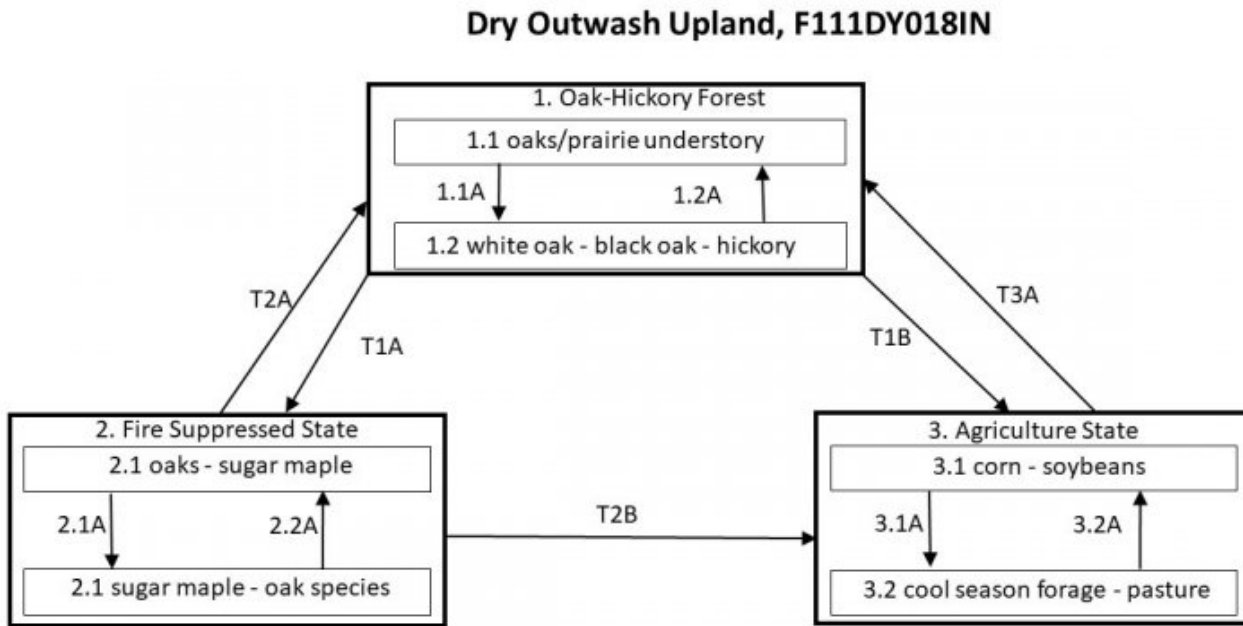 Dry Outwash Upland, F111DY018IN
1. Oak-Hickory Forest
1.1 oaks/prairie understory
1.1A
1.2A
1.2 white oak - black oak - hickory
T2A
T1A
T1B
T3A
2. Fire Suppressed State
2.1 oaks - sugar maple
2.1A
2.2A
2.1 sugar maple - oak species
T2B
3. Agriculture State
3.1 corn - soybeans
3.1A
3.2A
3.2 cool season forage - pasture